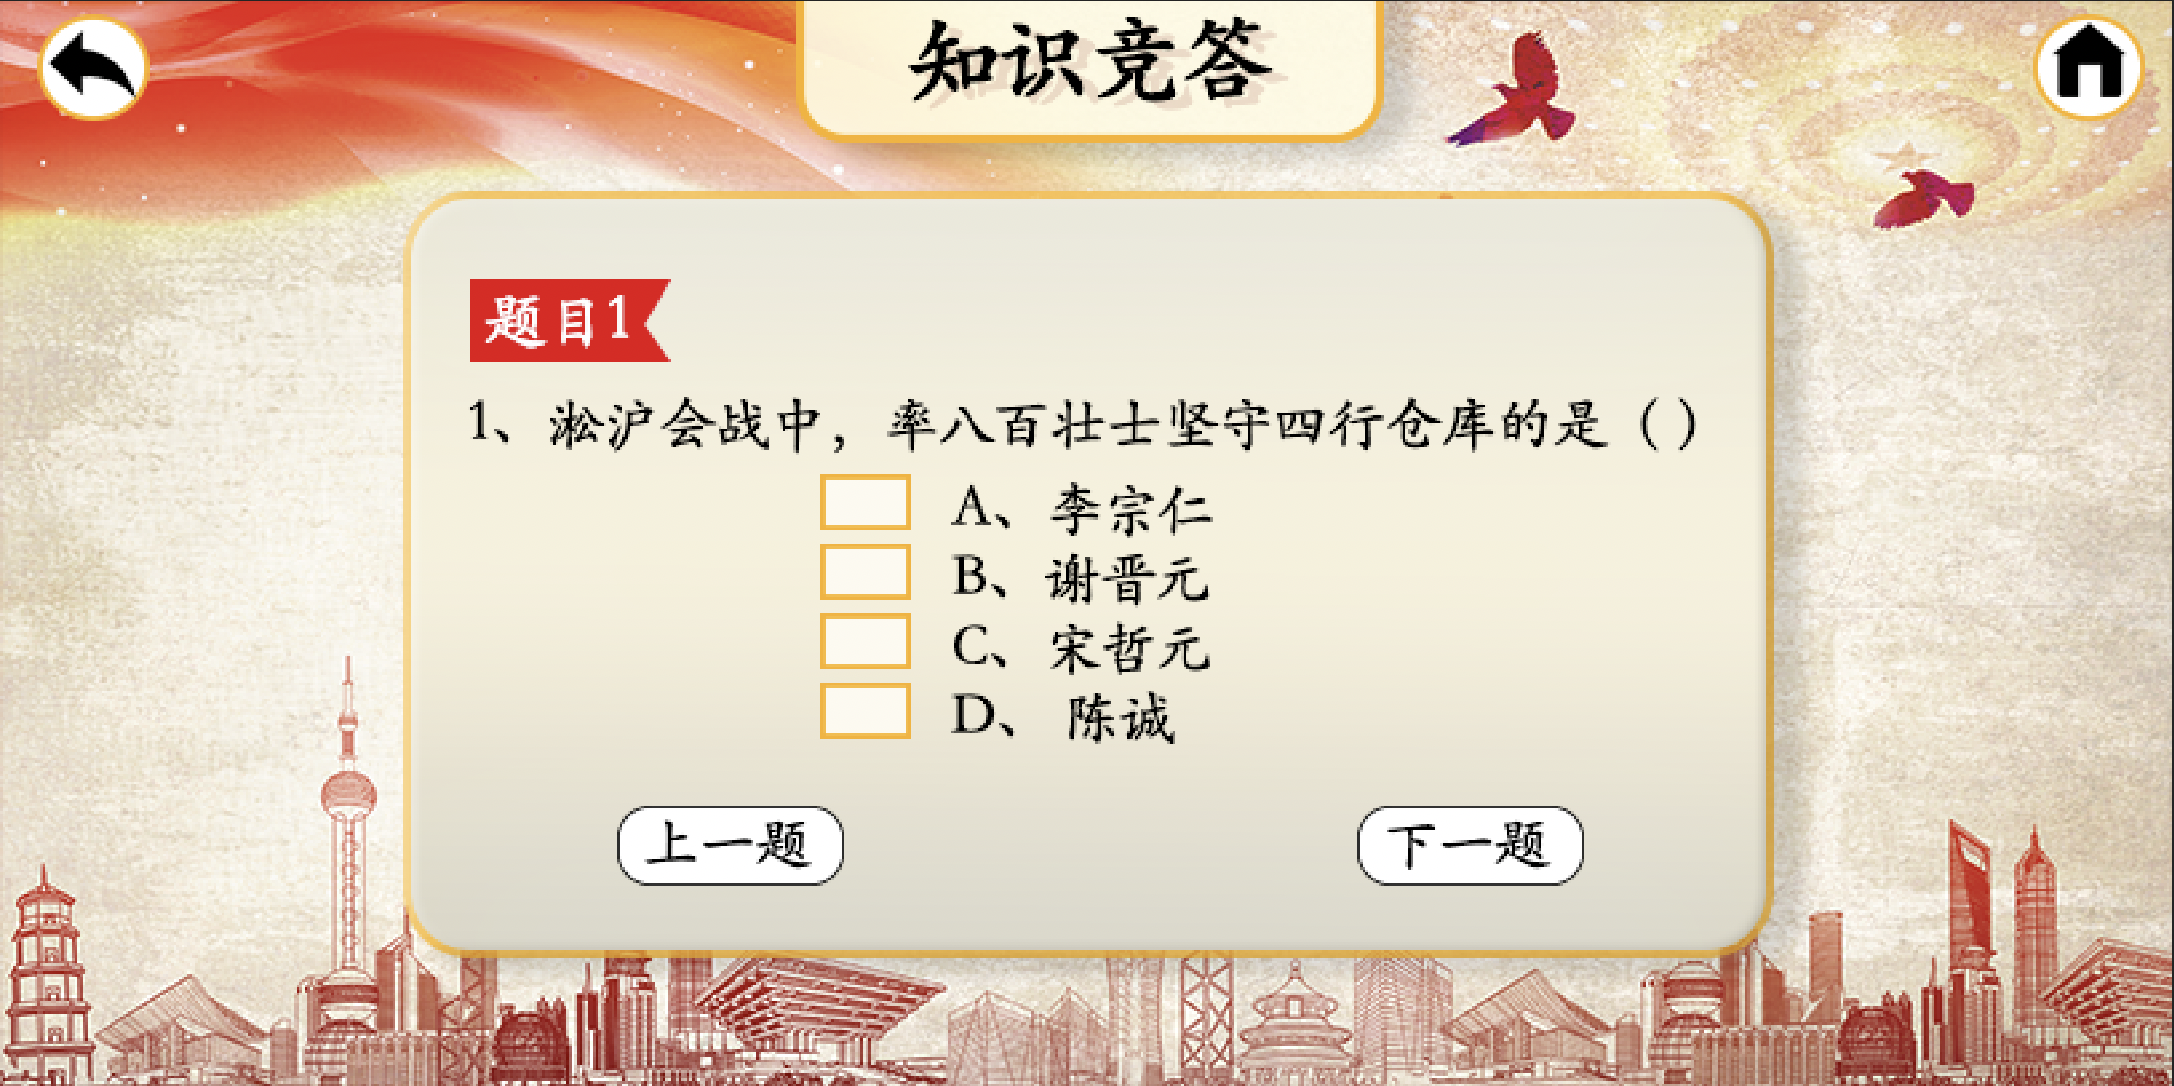 知识竞答
题目1
1、淞沪会战中，率八百壮士坚守四行仓库的是（）
A、李宗仁
B、谢晋元
C、宋哲元
D、陈诚
上一题
下一题